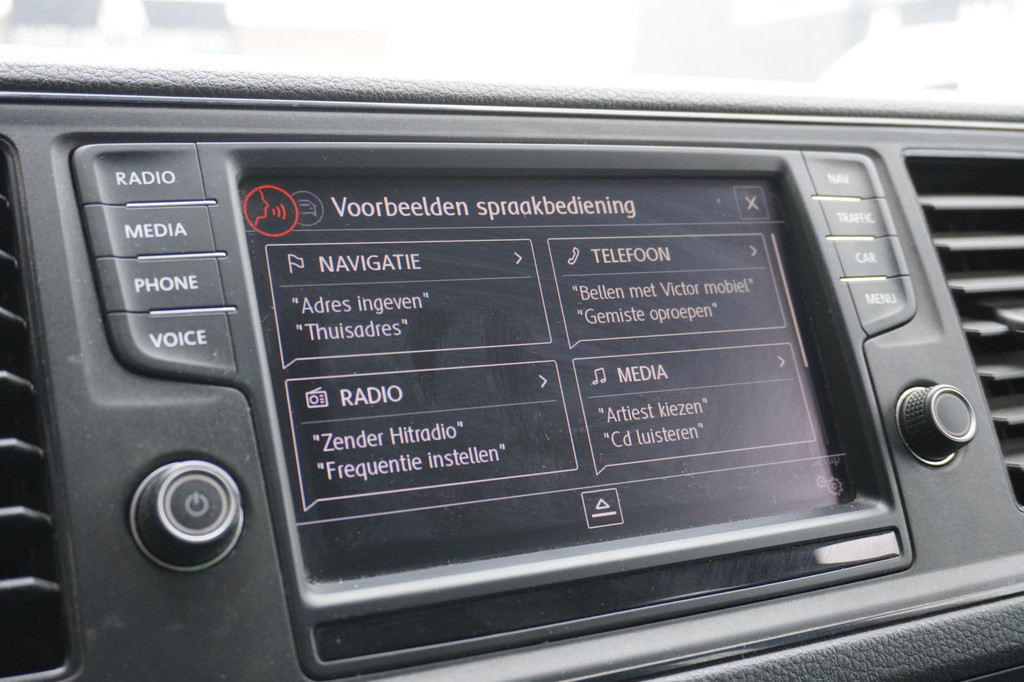 RADIO
MEDIA
PHONE
VOICE
Voorbeelden spraakbediening
X
NAVIGATIE
"Adres ingeven"
"Thuisadres"
TELEFOON
"Bellen met Victor mobiel"
"Gemiste oproepen"
RADIO
"Zender Hitradio"
"Frequentie instellen"
MEDIA
"Artiest kiezen"
"Cd luisteren"
NAV
TRAFFIC
CAR
MENU